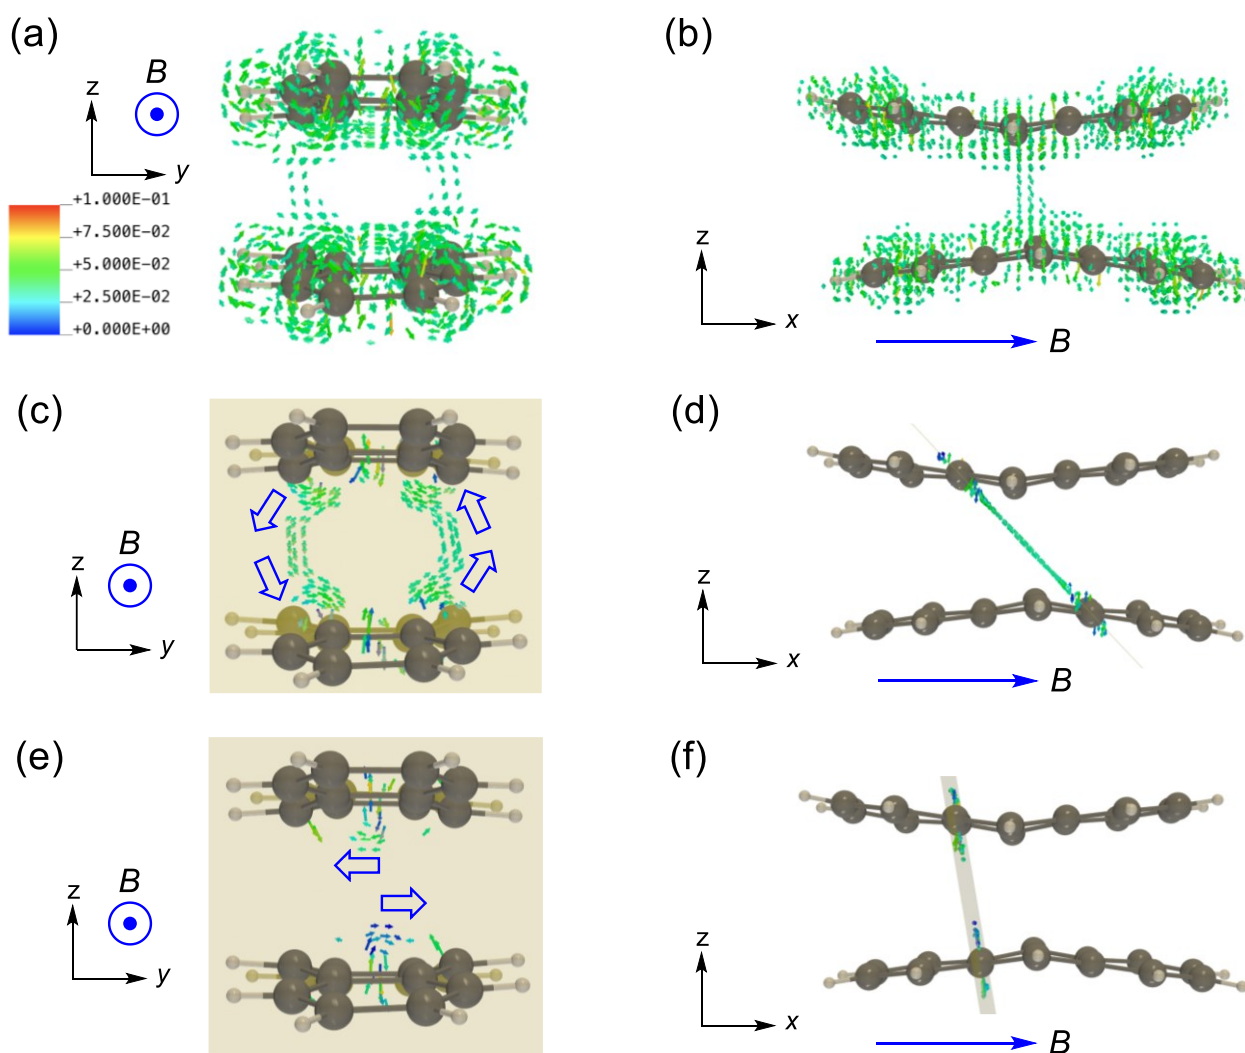 (a)
B
z
y
+1.000E-01
+7.500E-02
+5.000E-02
+2.500E-02
+0.000E+00
(b)
z
x
B
(c)
B
z
y
(d)
z
x
B
(e)
B
z
y
(f)
z
x
B